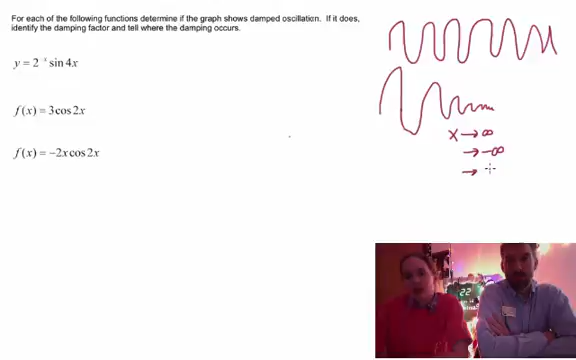 For each of the following functions determine if the graph shows damped oscillation. If it does,
identify the damping factor and tell where the damping occurs.
y = 2⁻ˣ sin 4x
f(x) = 3cos 2x
f(x) = −2x cos 2x
x → ∞
→ -∞
→
22